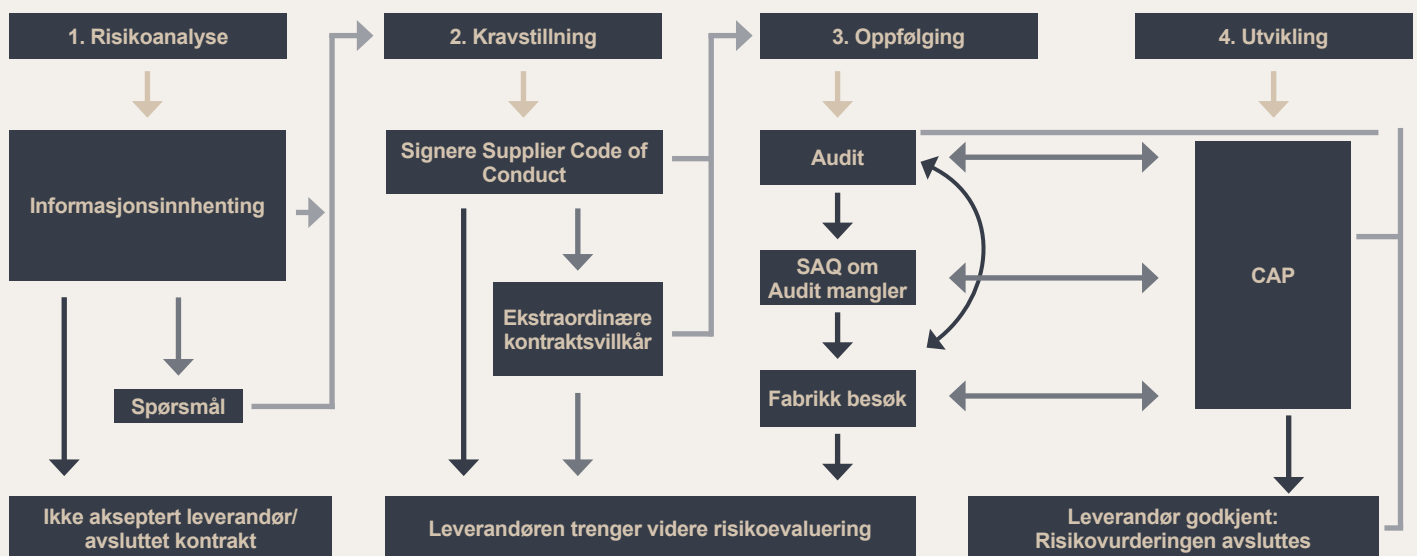 1. Risikoanalyse
2. Kravstillning
3. Oppfølging
4. Utvikling
Informasjonsinnhenting
Spørsmål
Ikke akseptert leverandør/
avsluttet kontrakt
Signere Supplier Code of
Conduct
Ekstraordinære
kontraktsvillkår
Leverandøren trenger videre risikoevaluering
Audit
SAQ om
Audit mangler
Fabrikk besøk
CAP
Leverandør godkjent:
Risikovurderingen avsluttes